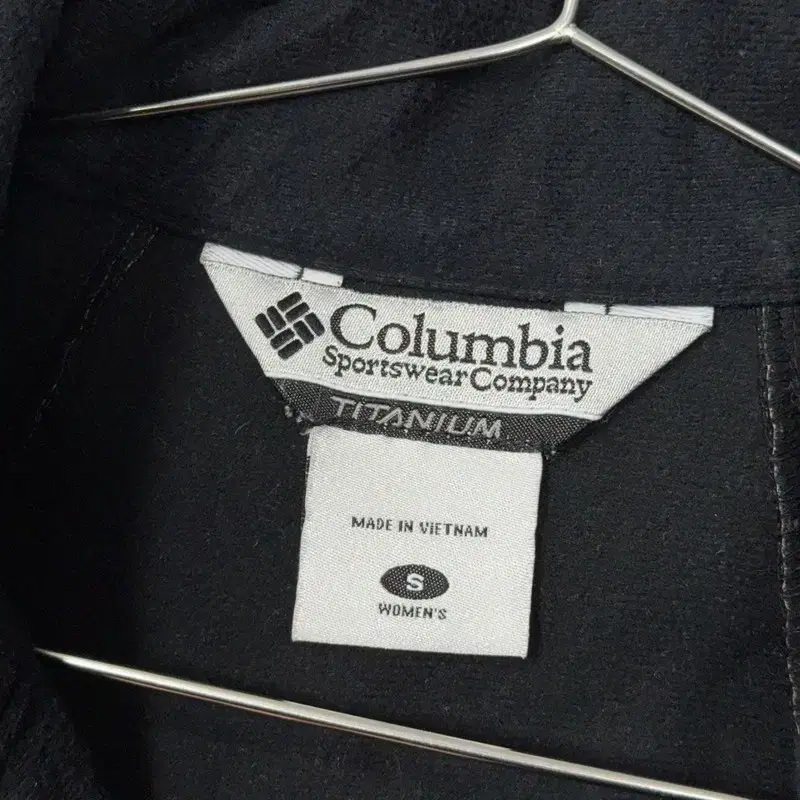 Columbia
Sportswear Company
TITANIUM
MADE IN VIETNAM
S
WOMEN'S